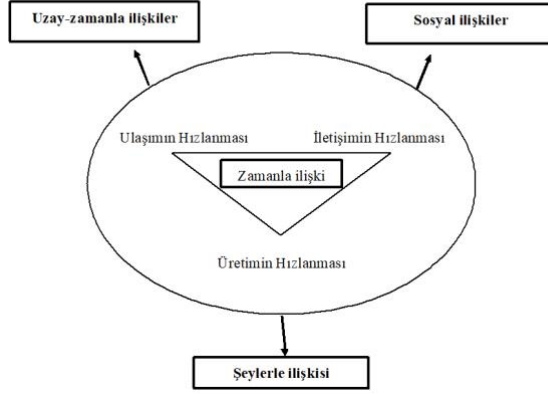 Uzay-zamanla ilişkiler
Sosyal ilişkiler
Ulaşımın Hızlanması
İletişimin Hızlanması
Zamanla ilişki
Üretimin Hızlanması
Şeylerle ilişkisi